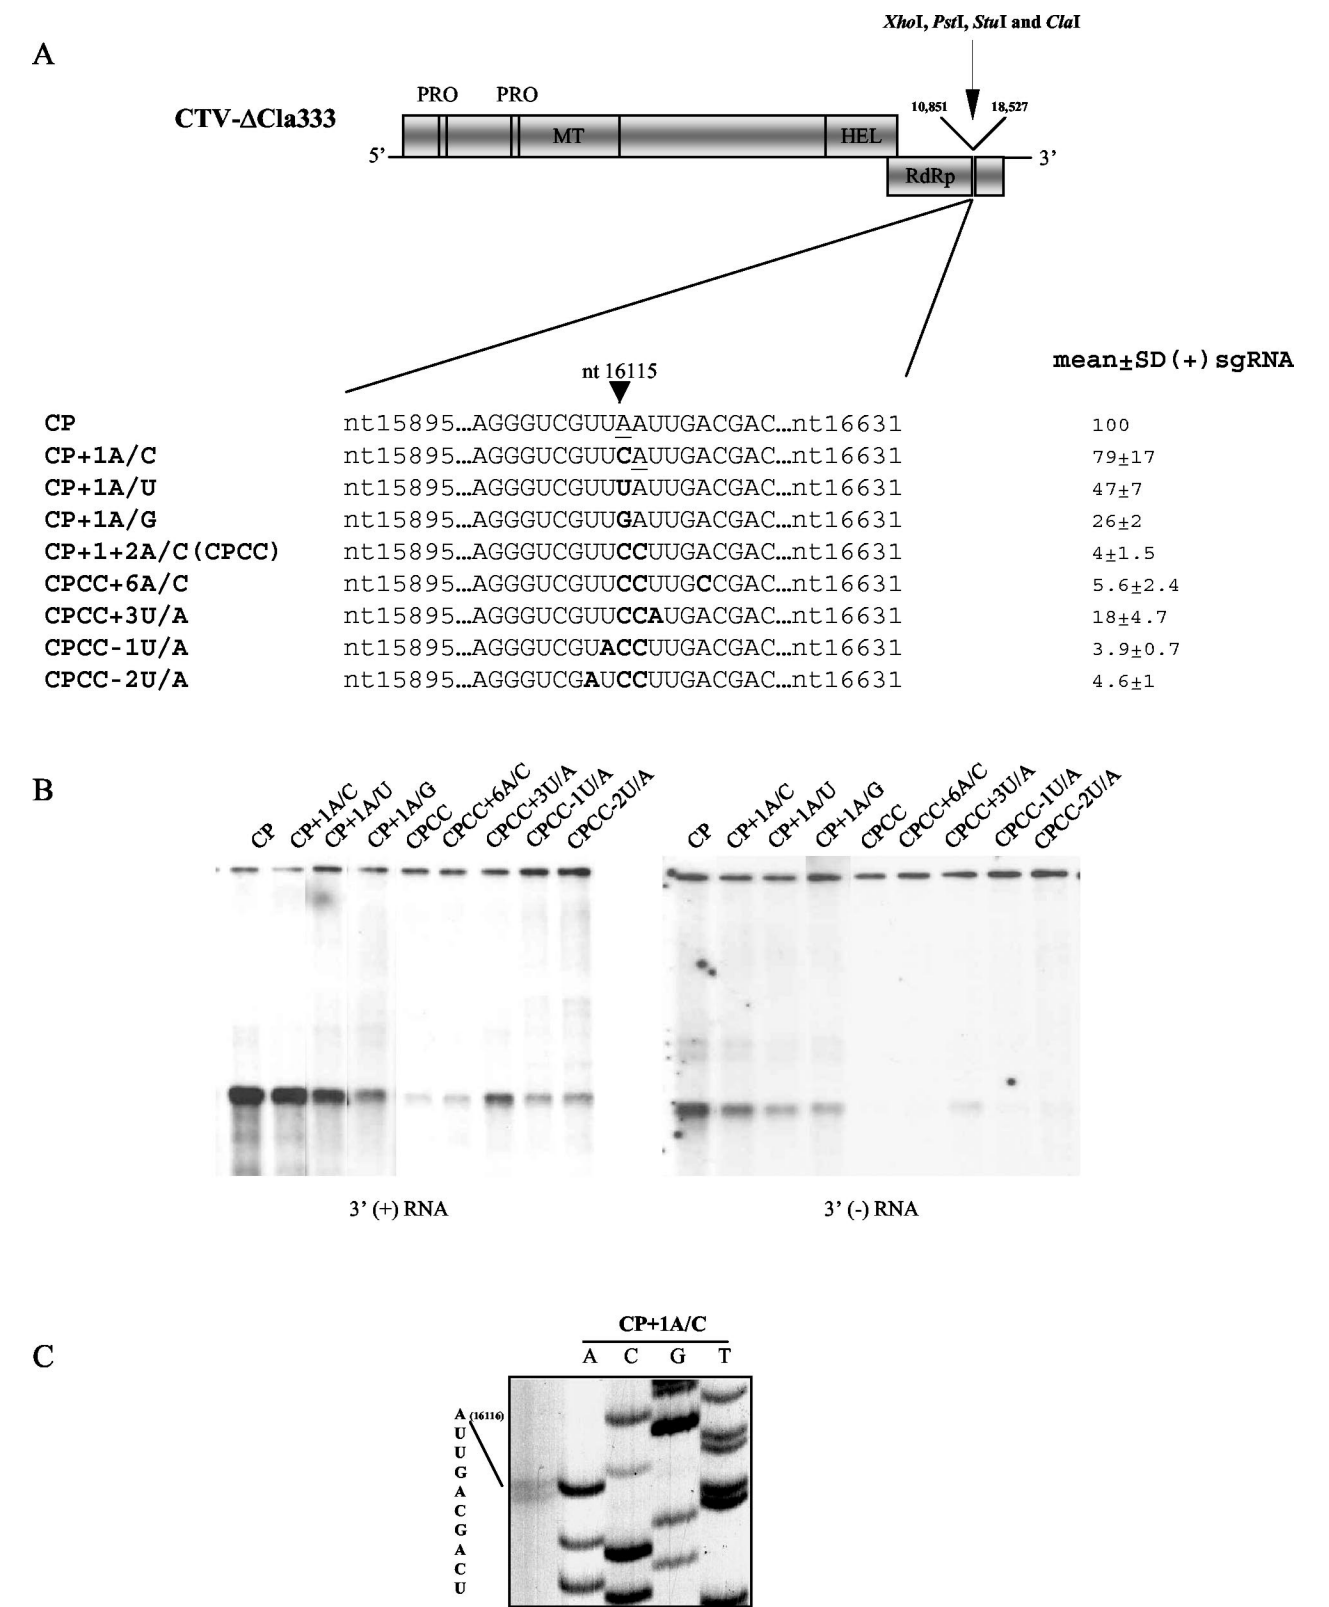 A
XhoI, PstI, StuI and ClaI
CTV-ΔCla333
PRO PRO
10,851 18,527
MT HEL
5’ 3’
RdRp
mean±SD(+)sgRNA
nt 16115
CP nt15895…AGGGUCGUUAAUUGACGAC…nt16631 100
CP+1A/C nt15895…AGGGUCGUUCAUUGACGAC…nt16631 79±17
CP+1A/U nt15895…AGGGUCGUUUAUUGACGAC…nt16631 47±7
CP+1A/G nt15895…AGGGUCGUUGAUUGACGAC…nt16631 26±2
CP+1+2A/C(CPCC) nt15895…AGGGUCGUUCCUUGACGAC…nt16631 4±1.5
CPCC+6A/C nt15895…AGGGUCGUUCCUUGCCGAC…nt16631 5.6±2.4
CPCC+3U/A nt15895…AGGGUCGUUCCAUGACGAC…nt16631 18±4.7
CPCC-1U/A nt15895…AGGGUCGUACCUUGACGAC…nt16631 3.9±0.7
CPCC-2U/A nt15895…AGGGUCGAUCCUUGACGAC…nt16631 4.6±1
B
CP CP+1A/C CP+1A/U CP+1A/G CPCC CPCC+6A/C CPCC+3U/A CPCC-1U/A CPCC-2U/A
CP CP+1A/C CP+1A/U CP+1A/G CPCC CPCC+6A/C CPCC+3U/A CPCC-1U/A CPCC-2U/A
3’ (+) RNA 3’ (-) RNA
C
CP+1A/C
A C G T
A (16116)
U
U
G
A
C
G
A
C
U